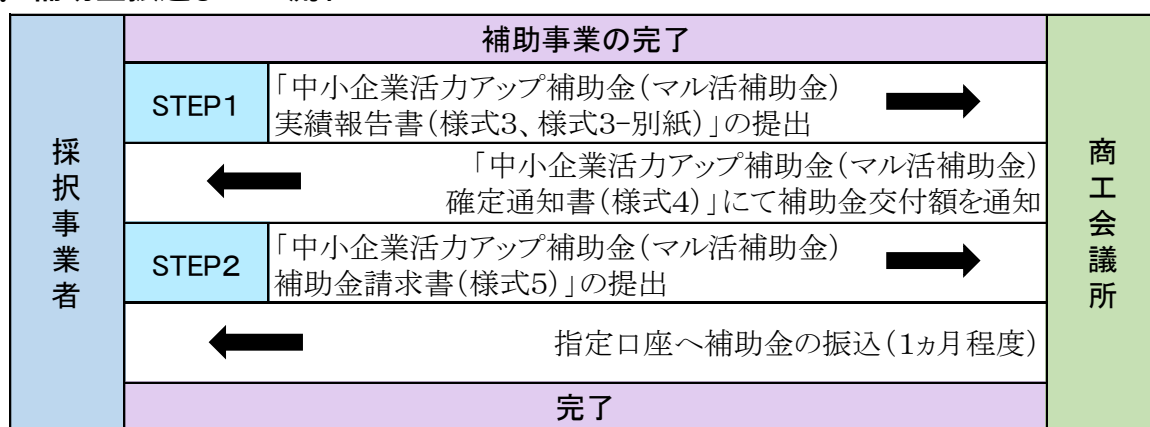 補助事業の完了
採択事業者
STEP1
「中小企業活力アップ補助金(マル活補助金)
実績報告書(様式3、様式3-別紙)」の提出
「中小企業活力アップ補助金(マル活補助金)
確定通知書(様式4)」にて補助金交付額を通知
STEP2
「中小企業活力アップ補助金(マル活補助金)
補助金請求書(様式5)」の提出
指定口座へ補助金の振込(1ヵ月程度)
完了
商工会議所